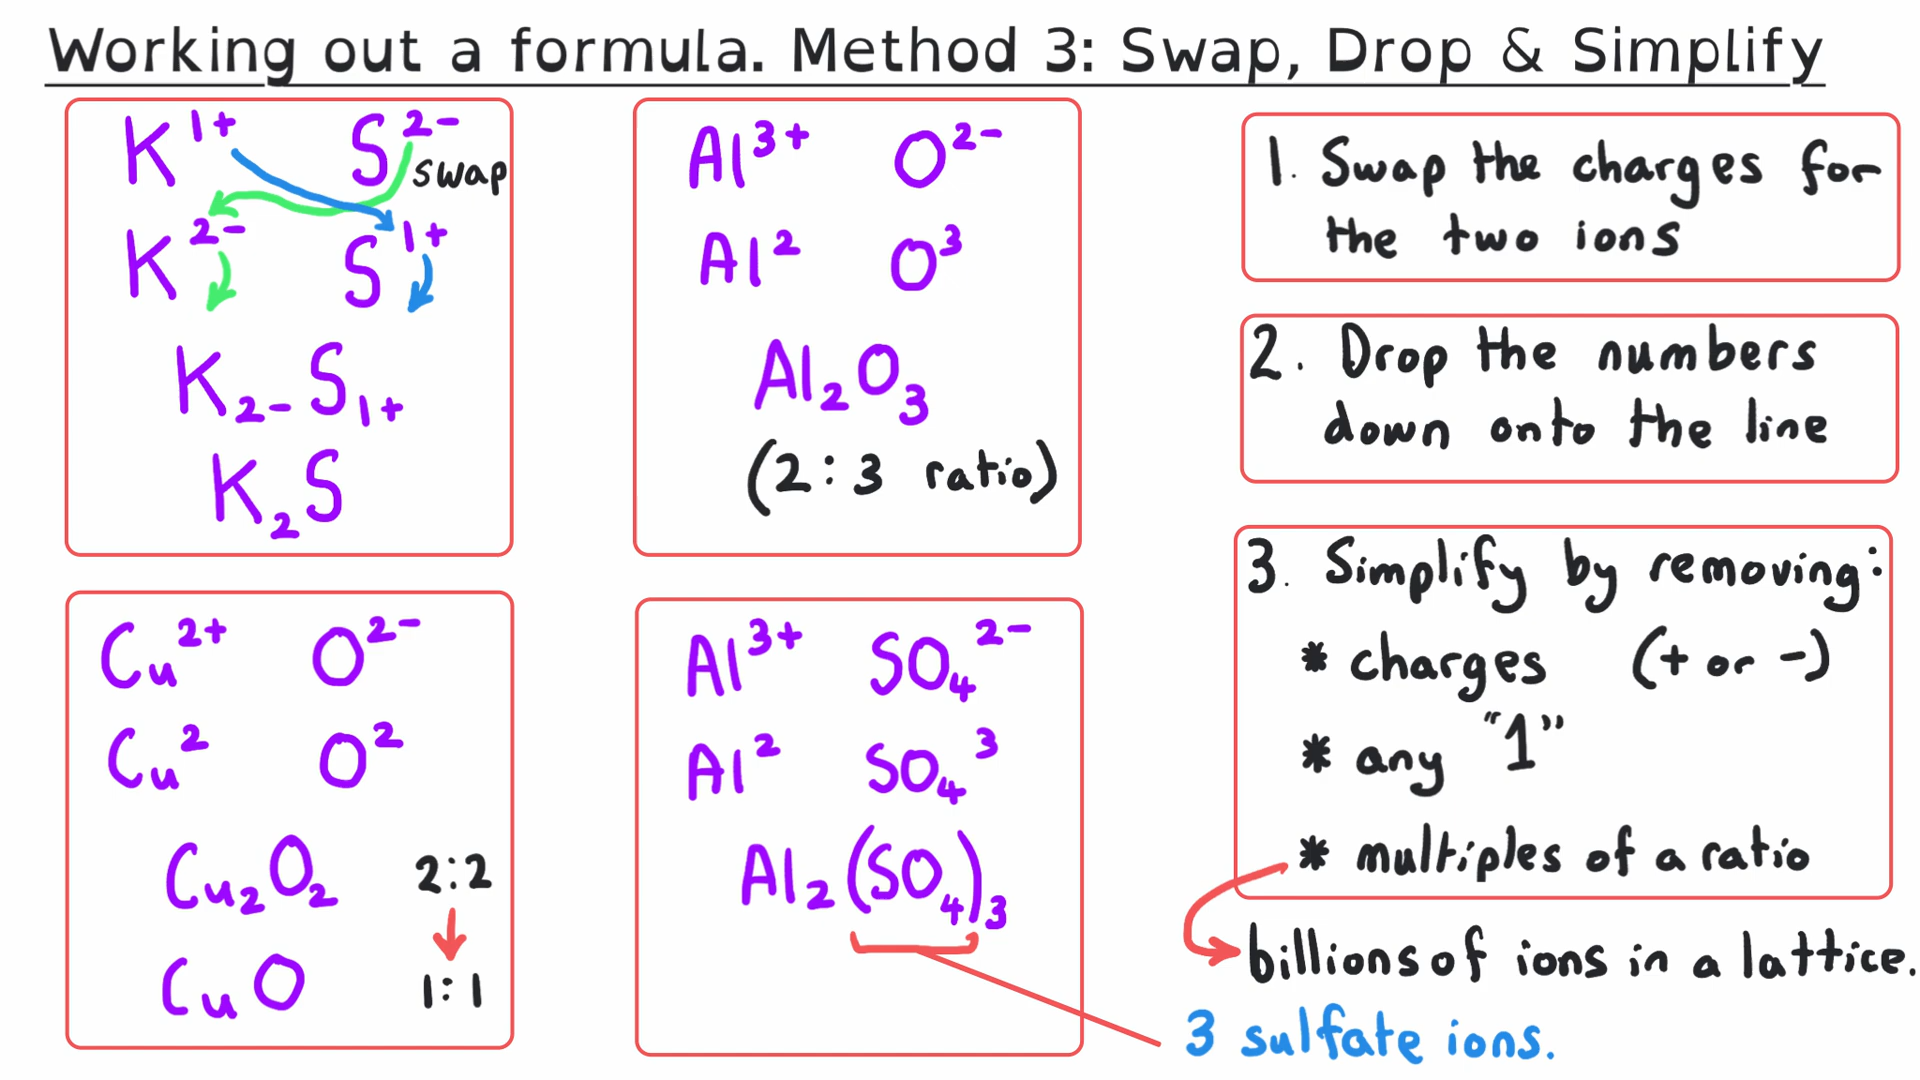 Working out a formula. Method 3: Swap, Drop & Simplify
K¹⁺ S²⁻
swap
K²⁻ S¹⁺
K₂₋ S₁₊
K₂S
Al³⁺ O²⁻
Al² O³
Al₂O₃
(2:3 ratio)
Cu²⁺ O²⁻
Cu² O²
Cu₂O₂ 2:2
CuO 1:1
Al³⁺ SO₄²⁻
Al² SO₄³
Al₂(SO₄)₃
1. Swap the charges for
the two ions
2. Drop the numbers
down onto the line
3. Simplify by removing:
* charges (+ or -)
* any "1"
* multiples of a ratio
billions of ions in a lattice.
3 sulfate ions.